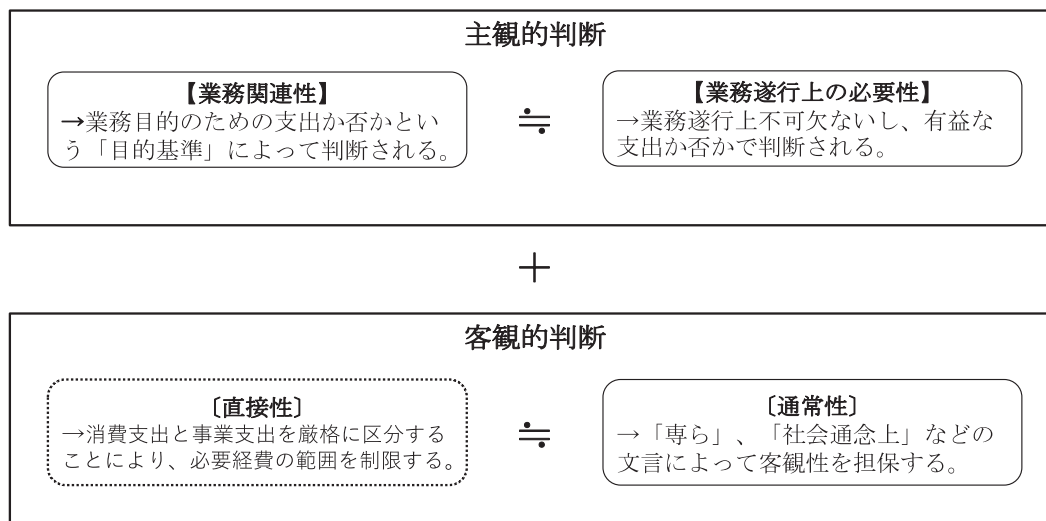 主観的判断
【業務関連性】
→業務目的のための支出か否かとい
う「目的基準」によって判断される。
≒
【業務遂行上の必要性】
→業務遂行上不可欠ないし、有益な
支出か否かで判断される。
＋
客観的判断
〔直接性〕
→消費支出と事業支出を厳格に区分する
ことにより、必要経費の範囲を制限する。
≒
〔通常性〕
→「専ら」、「社会通念上」などの
文言によって客観性を担保する。